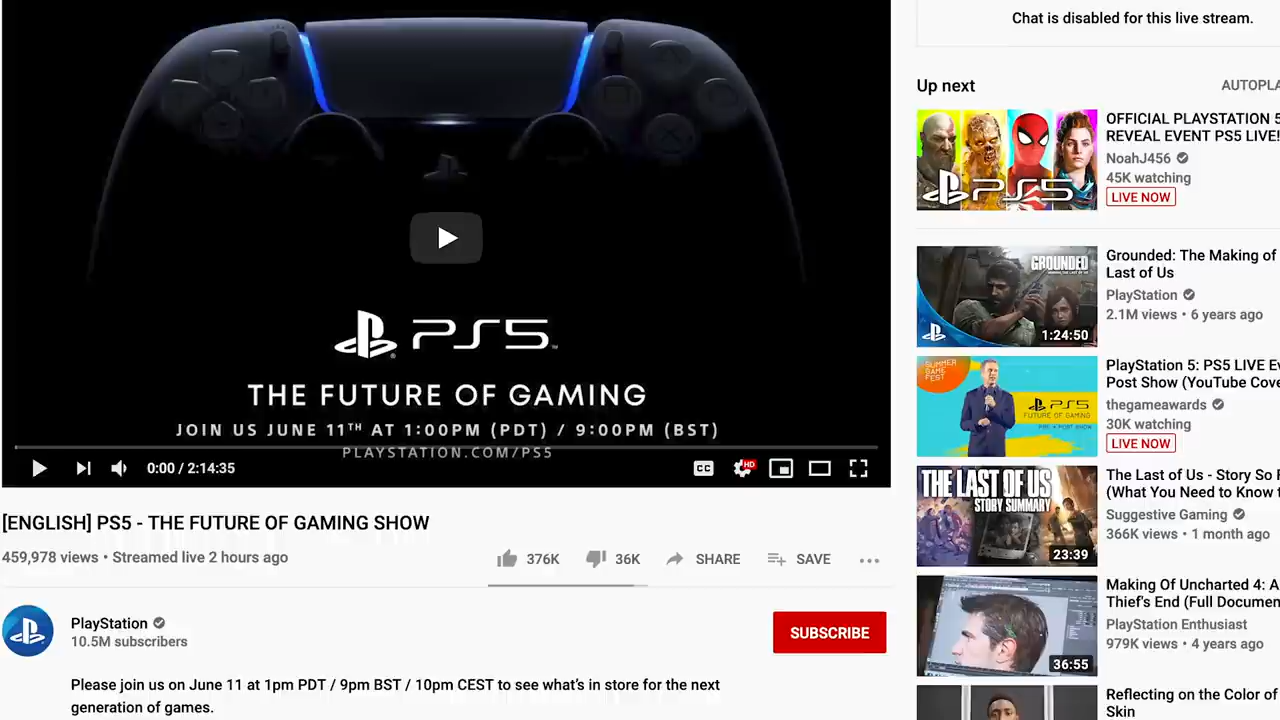 PS5
THE FUTURE OF GAMING
JOIN US JUNE 11TH AT 1:00PM (PDT) / 9:00PM (BST)
PLAYSTATION.COM/PS5
0:00 / 2:14:35
CC
HD
[ENGLISH] PS5 - THE FUTURE OF GAMING SHOW
459,978 views • Streamed live 2 hours ago
376K
36K
SHARE
SAVE
PlayStation
10.5M subscribers
SUBSCRIBE
Please join us on June 11 at 1pm PDT / 9pm BST / 10pm CEST to see what’s in store for the next
generation of games.
Chat is disabled for this live stream.
Up next
AUTOPLA
PS5
OFFICIAL PLAYSTATION 5
REVEAL EVENT PS5 LIVE!
NoahJ456
45K watching
LIVE NOW
GROUNDED
1:24:50
Grounded: The Making of
Last of Us
PlayStation
2.1M views • 6 years ago
SUMMER
GAME
FEST
PS5
FUTURE OF GAMING
PlayStation 5: PS5 LIVE Ev
Post Show (YouTube Cove
thegameawards
30K watching
LIVE NOW
THE LAST OF US
STORY SUMMARY
23:39
The Last of Us - Story So F
(What You Need to Know t
Suggestive Gaming
366K views • 1 month ago
36:55
Making Of Uncharted 4: A
Thief's End (Full Documen
PlayStation Enthusiast
979K views • 4 years ago
Reflecting on the Color of
Skin